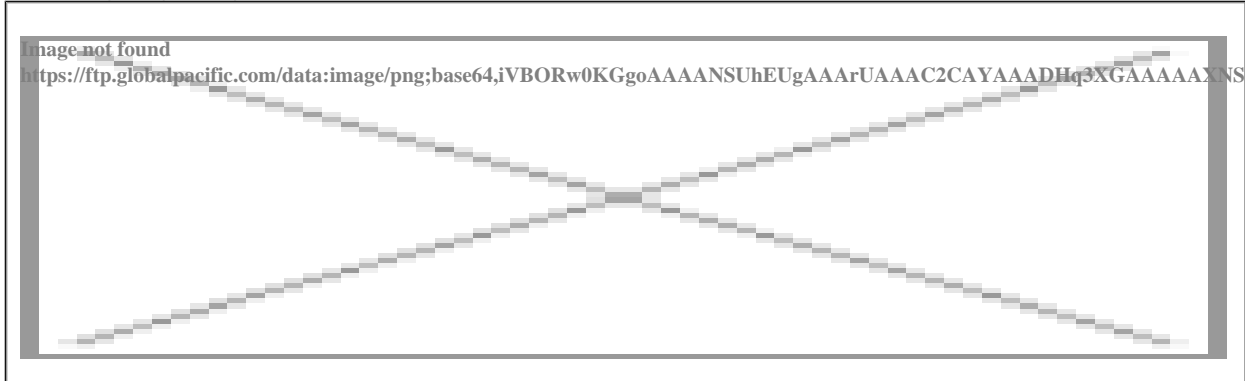 Image not found
https://ftp.globalpacific.com/data:image/png;base64,iVBORw0KGgoAAAANSUhEUgAAArUAAAC2CAYAAADHq3XGAAAAAXNS